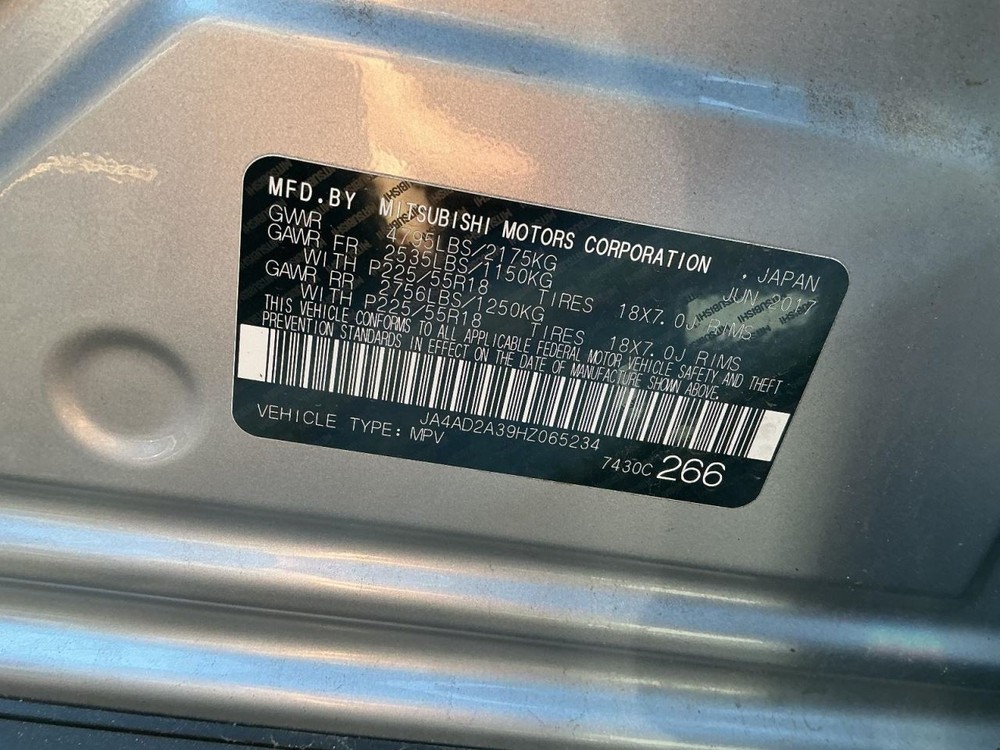 MFD.BY MITSUBISHI MOTORS CORPORATION , JAPAN
GVWR 4795LBS/2175KG JUN 2017
GAWR FR 2535LBS/1150KG
WITH P225/55R18 TIRES 18X7.0J RIMS
GAWR RR 2756LBS/1250KG
WITH P225/55R18 TIRES 18X7.0J RIMS
THIS VEHICLE CONFORMS TO ALL APPLICABLE FEDERAL MOTOR VEHICLE SAFETY AND THEFT
PREVENTION STANDARDS IN EFFECT ON THE DATE OF MANUFACTURE SHOWN ABOVE.
JA4AD2A39HZ065234
VEHICLE TYPE: MPV
7430C 266